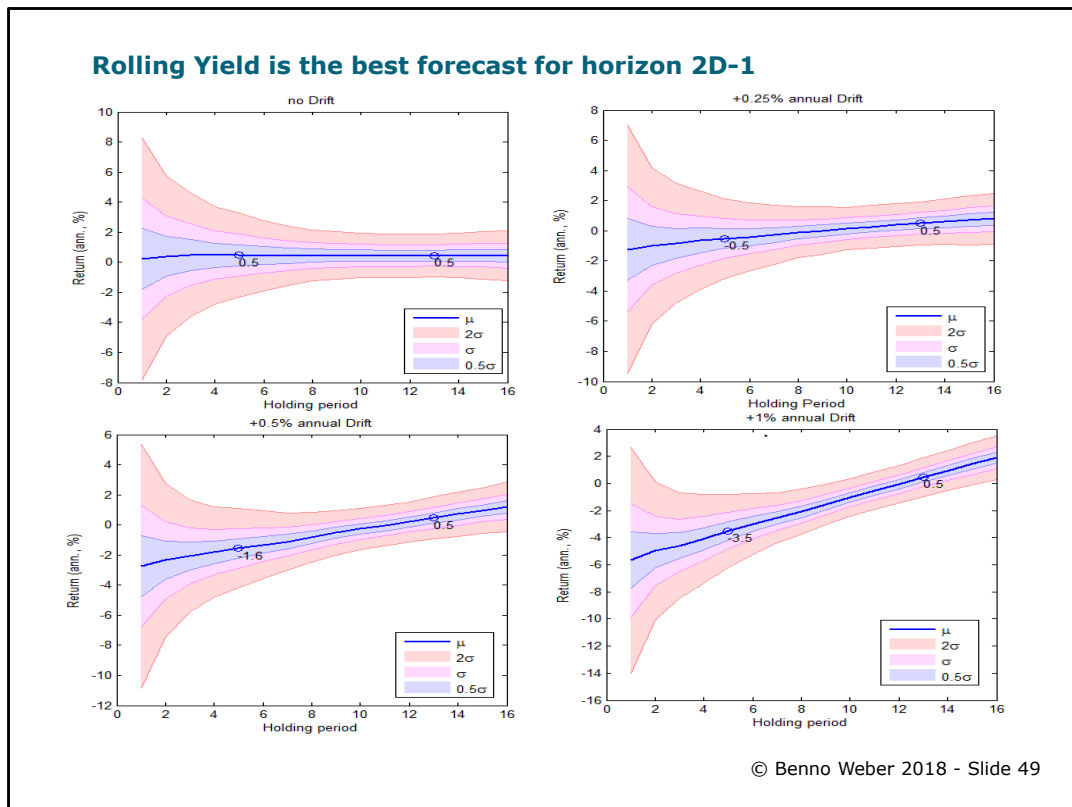 Rolling Yield is the best forecast for horizon 2D-1
no Drift
10
8
6
4
2
0
-2
-4
-6
-8
Return (ann., %)
0.5
0.5
μ
2σ
σ
0.5σ
0 2 4 6 8 10 12 14 16
Holding period
+0.25% annual Drift
8
6
4
2
0
-2
-4
-6
-8
-10
Return (ann., %)
-0.5
0.5
μ
2σ
σ
0.5σ
0 2 4 6 8 10 12 14 16
Holding period
+0.5% annual Drift
6
4
2
0
-2
-4
-6
-8
-10
-12
Return (ann., %)
-1.6
0.5
μ
2σ
σ
0.5σ
0 2 4 6 8 10 12 14 16
Holding period
+1% annual Drift
4
2
0
-2
-4
-6
-8
-10
-12
-14
-16
Return (ann., %)
-3.5
0.5
μ
2σ
σ
0.5σ
0 2 4 6 8 10 12 14 16
Holding period
© Benno Weber 2018 - Slide 49